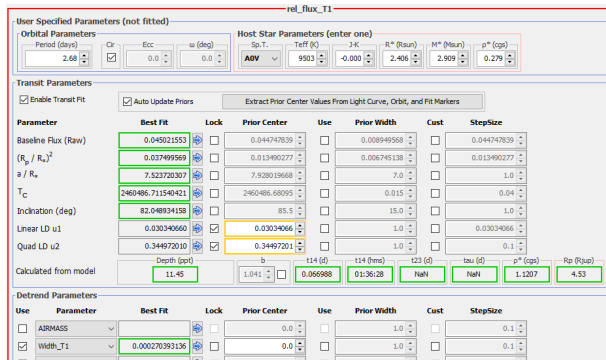 rel_flux_T1
User Specified Parameters (not fitted)
Orbital Parameters Host Star Parameters (enter one)
Period (days) Cir Ecc ω (deg) Sp.T. Teff (K) J-K R* (Rsun) M* (Msun) ρ* (cgs)
2.68 0.0 0.0 A0V 9503 -0.000 2.406 2.909 0.279
Transit Parameters
Enable Transit Fit Auto Update Priors Extract Prior Center Values From Light Curve, Orbit, and Fit Markers
Parameter Best Fit Lock Prior Center Use Prior Width Cust StepSize
Baseline Flux (Raw) 0.045021553 0.044747839 0.008949568 0.044747839
(Rp / R*)² 0.037499569 0.013490277 0.006745138 0.013490277
a / R* 7.523720307 7.928019668 7.0 1.0
TC 2460486.711540421 2460486.68095 0.015 0.04
Inclination (deg) 82.048934158 85.5 15.0 1.0
Linear LD u1 0.030340660 0.03034066 1.0 0.03034066
Quad LD u2 0.34497201 0.34497201 1.0 0.1
Depth (ppt) b t14 (d) t14 (hms) t23 (d) tau (d) ρ* (cgs) Rp (Rjup)
Calculated from model 11.45 1.041 0.066988 01:36:28 NaN NaN 1.1207 4.53
Detrend Parameters
Use Parameter Best Fit Lock Prior Center Use Prior Width Cust StepSize
AIRMASS 0.0 1.0 0.1
Width_T1 0.000270393136 0.0 1.0 0.1